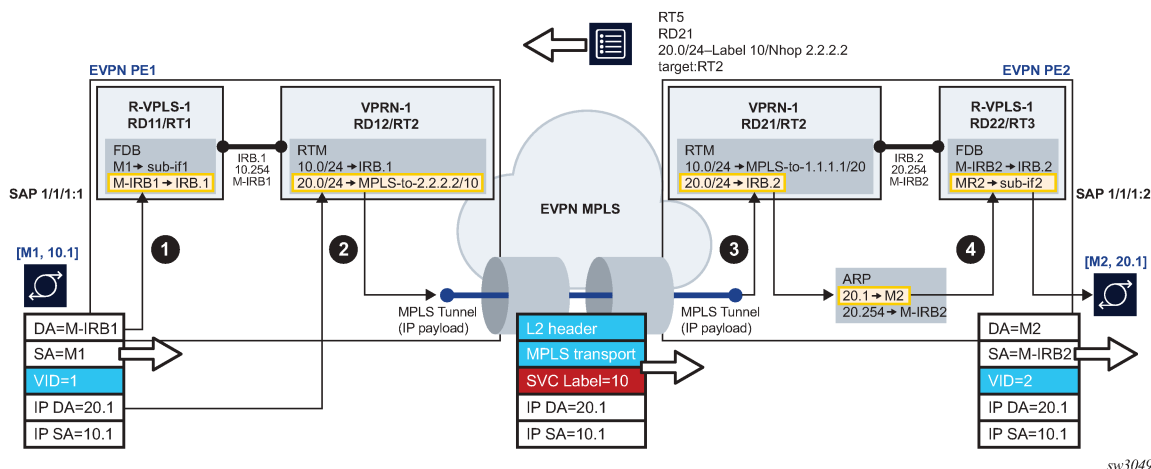 RT5
RD21
20.0/24–Label 10/Nhop 2.2.2.2
target:RT2
EVPN PE1
EVPN PE2
R-VPLS-1
RD11/RT1
FDB
M1→ sub-if1
M-IRB1→ IRB.1
IRB.1
10.254
M-IRB1
VPRN-1
RD12/RT2
RTM
10.0/24→IRB.1
20.0/24→MPLS-to-2.2.2.2/10
VPRN-1
RD21/RT2
RTM
10.0/24→MPLS-to-1.1.1.1/20
20.0/24→ IRB.2
IRB.2
20.254
M-IRB2
R-VPLS-1
RD22/RT3
FDB
M-IRB2→ IRB.2
MR2→ sub-if2
SAP 1/1/1:1
SAP 1/1/1:2
EVPN MPLS
1
2
3
4
[M1, 10.1]
[M2, 20.1]
ARP
20.1→ M2
20.254→ M-IRB2
MPLS Tunnel
(IP payload)
MPLS Tunnel
(IP payload)
DA=M-IRB1
SA=M1
VID=1
IP DA=20.1
IP SA=10.1
L2 header
MPLS transport
SVC Label=10
IP DA=20.1
IP SA=10.1
DA=M2
SA=M-IRB2
VID=2
IP DA=20.1
IP SA=10.1
sw3049